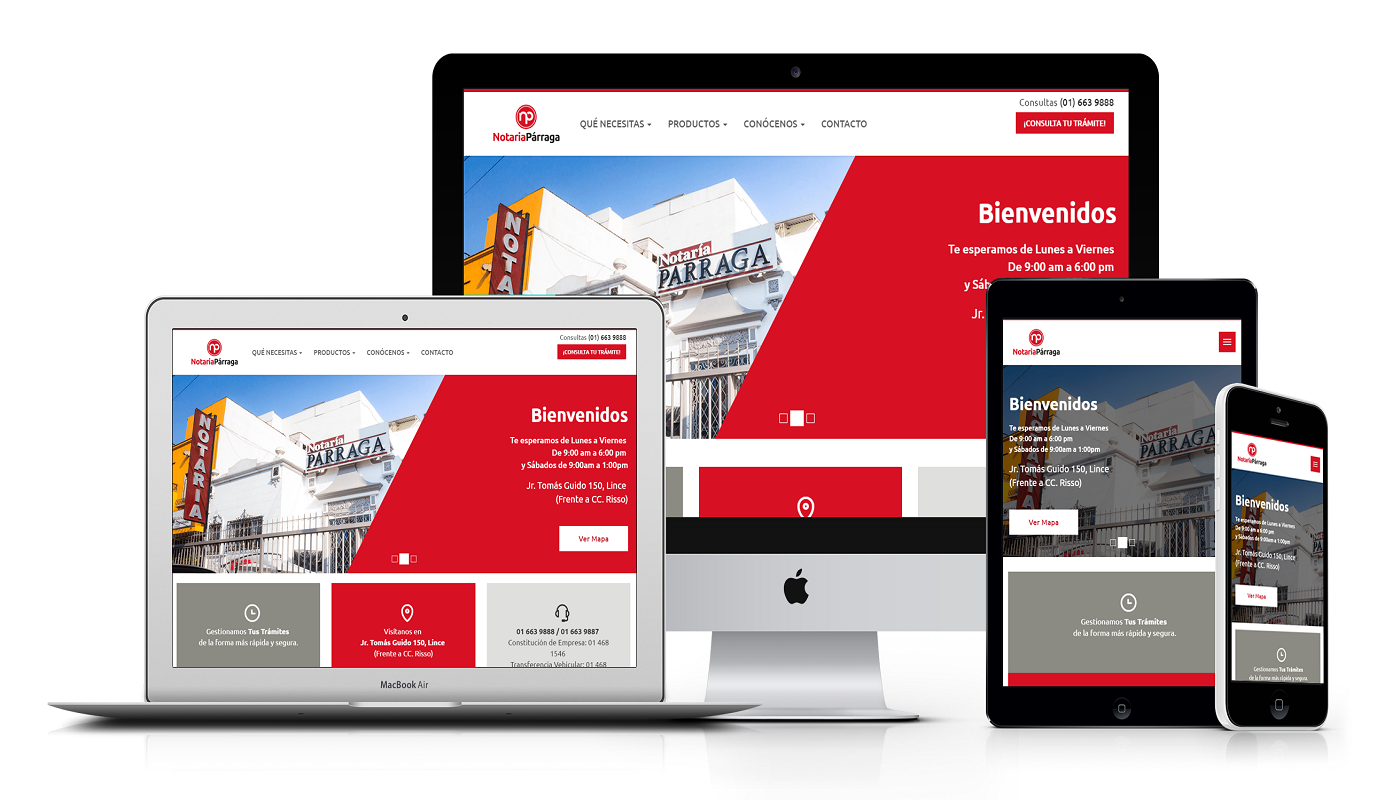 NotariaPárraga
QUÉ NECESITAS
PRODUCTOS
CONÓCENOS
CONTACTO
Consultas (01) 663 9888
¡CONSULTA TU TRÁMITE!
NOTARIA
Notaría
PARRAGA
Bienvenidos
Te esperamos de Lunes a Viernes
De 9:00 am a 6:00 pm
y Sáb
Jr.
NotariaPárraga
QUÉ NECESITAS
PRODUCTOS
CONÓCENOS
CONTACTO
Consultas (01) 663 9888
¡CONSULTA TU TRÁMITE!
NOTARIA
Notaría
PARRAGA
Bienvenidos
Te esperamos de Lunes a Viernes
De 9:00 am a 6:00 pm
y Sábados de 9:00am a 1:00pm
Jr. Tomás Guido 150, Lince
(Frente a CC. Risso)
Ver Mapa
Gestionamos Tus Trámites
de la forma más rápida y segura.
Visítanos en
Jr. Tomás Guido 150, Lince
(Frente a CC. Risso)
01 663 9888 / 01 663 9887
Constitución de Empresa: 01 468
1546
Transferencia Vehicular: 01 468
MacBook Air
NotariaPárraga
Notaría
PARRAGA
Bienvenidos
Te esperamos de Lunes a Viernes
De 9:00 am a 6:00 pm
y Sábados de 9:00am a 1:00pm
Jr. Tomás Guido 150, Lince
(Frente a CC. Risso)
Ver Mapa
Gestionamos Tus Trámites
de la forma más rápida y segura.
NotariaPárraga
Bienvenidos
Te esperamos de Lunes a Viernes
De 9:00 am a 6:00 pm
y Sábados de 9:00am a 1:00pm
Jr. Tomás Guido 150, Lince
(Frente a CC. Risso)
Ver Mapa
Gestionamos Tus Trámites
de la forma más rápida y segura.